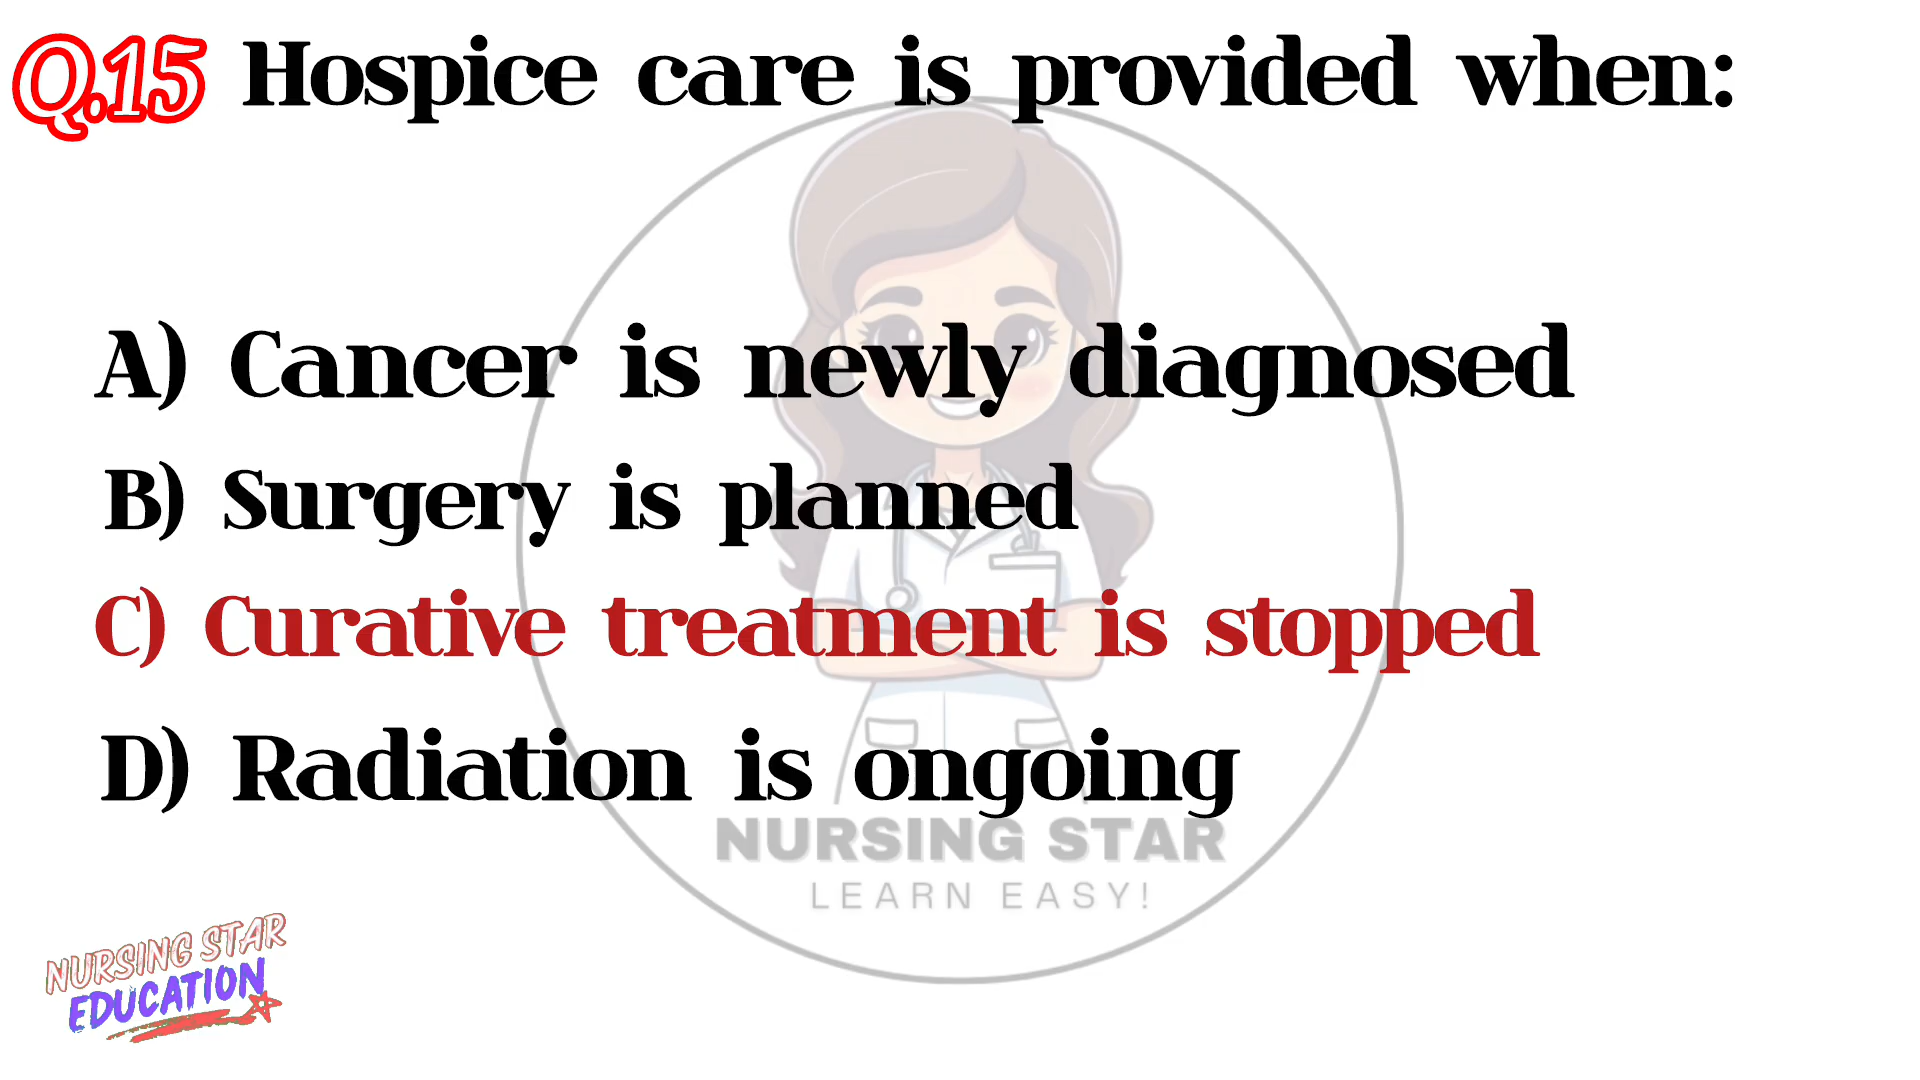 Q.15 Hospice care is provided when:
A) Cancer is newly diagnosed
B) Surgery is planned
C) Curative treatment is stopped
D) Radiation is ongoing
NURSING STAR
LEARN EASY!
NURSING STAR
EDUCATION